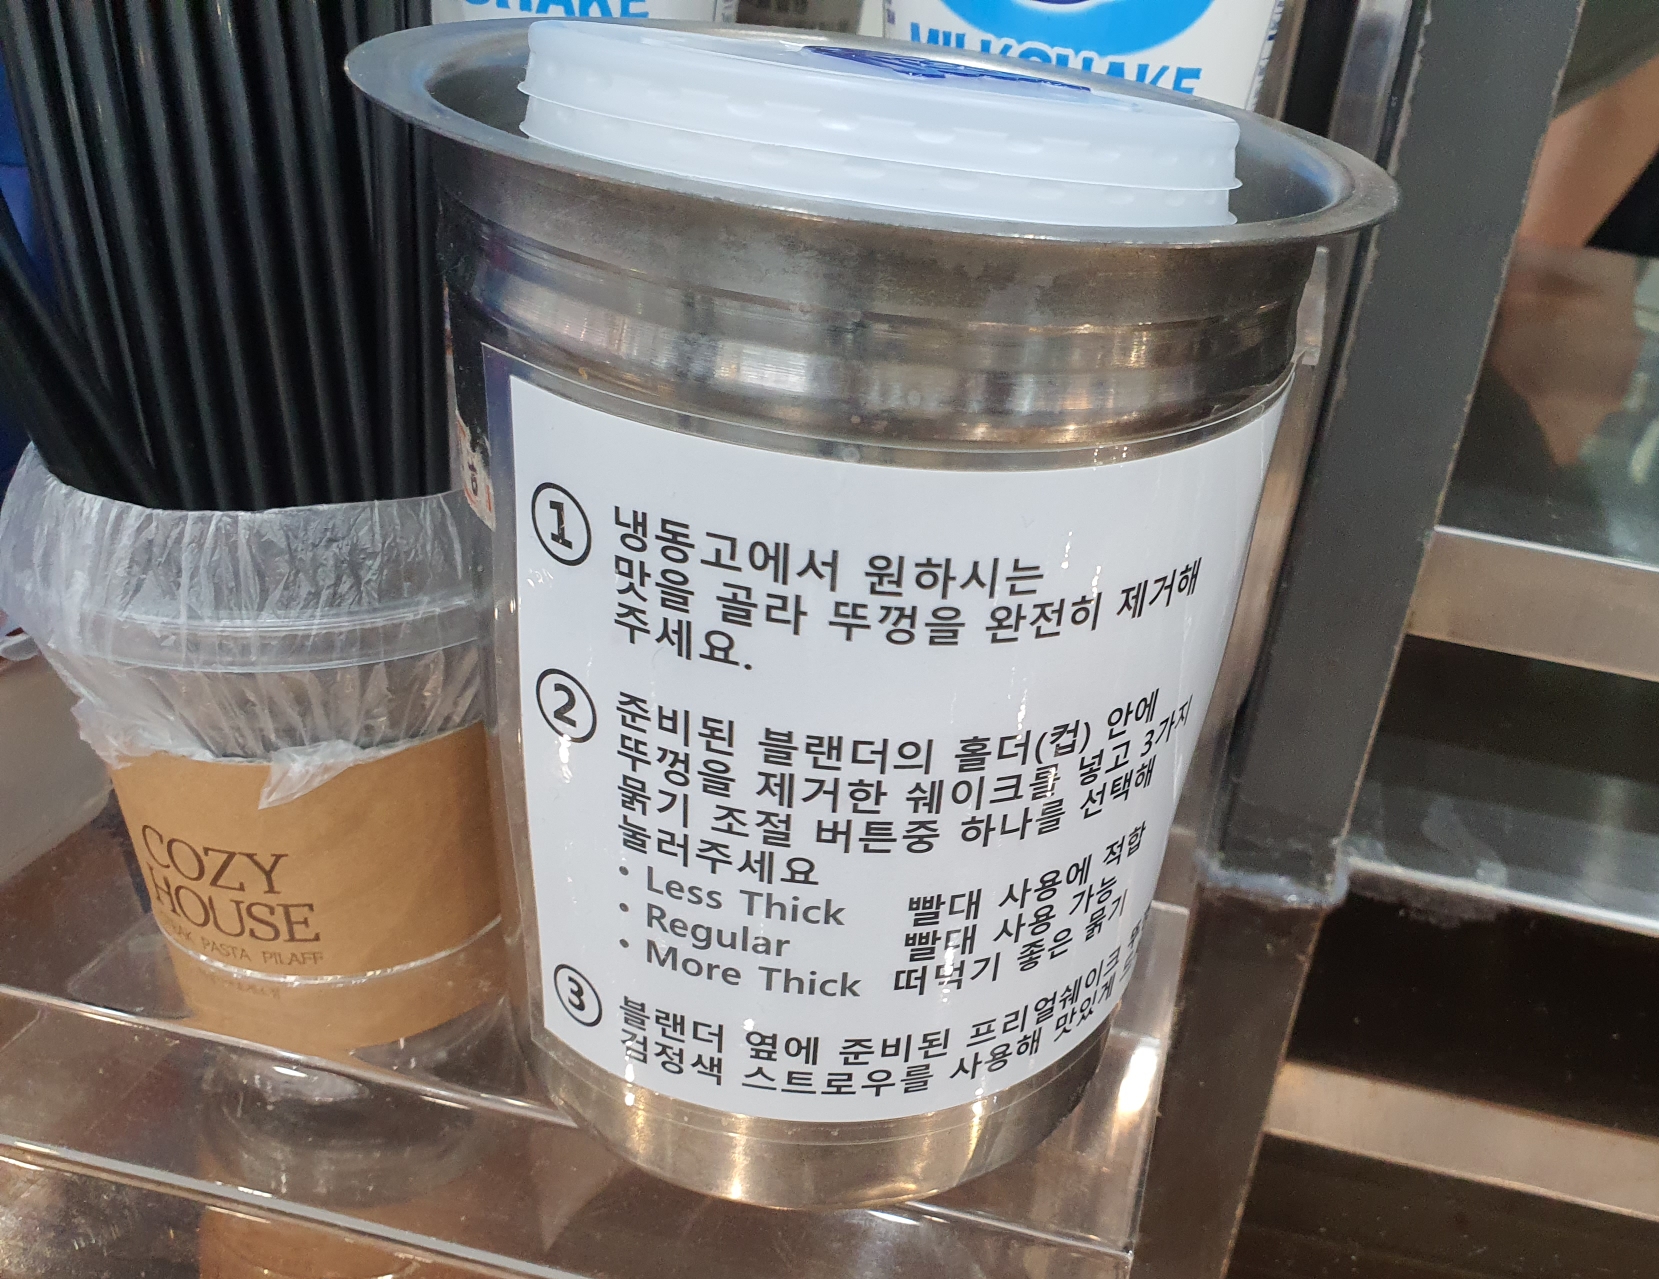 MILKSHAKE
①
냉동고에서 원하시는
맛을 골라 뚜껑을 완전히 제거해
주세요.
②
준비된 블랜더의 홀더(컵) 안에
뚜껑을 제거한 쉐이크를 넣고 3가지
묽기 조절 버튼중 하나를 선택해
눌러주세요
• Less Thick 빨대 사용에 적합
• Regular 빨대 사용 가능
• More Thick 떠먹기 좋은 묽기
③
블랜더 옆에 준비된 프리얼쉐이크
검정색 스트로우를 사용해 맛있게
COZY
HOUSE
PASTA PILAFF